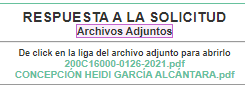 RESPUESTA A LA SOLICITUD
Archivos Adjuntos
De click en la liga del archivo adjunto para abrirlo
200C16000-0126-2021.pdf
CONCEPCIÓN HEIDI GARCÍA ALCÁNTARA.pdf